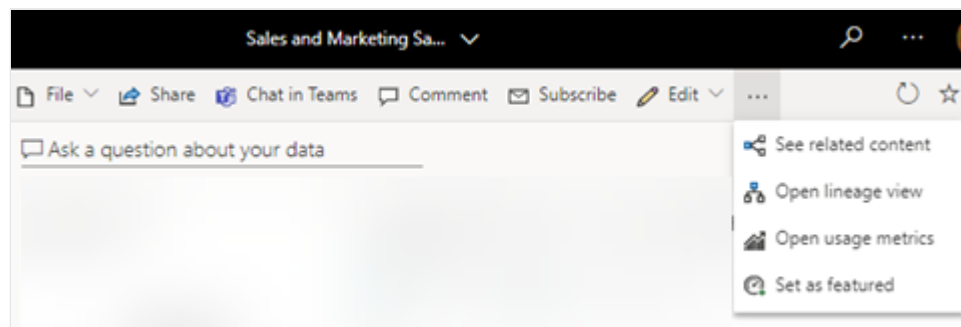 Sales and Marketing Sa...
...
File Share Chat in Teams Comment Subscribe Edit ...
Ask a question about your data
See related content
Open lineage view
Open usage metrics
Set as featured